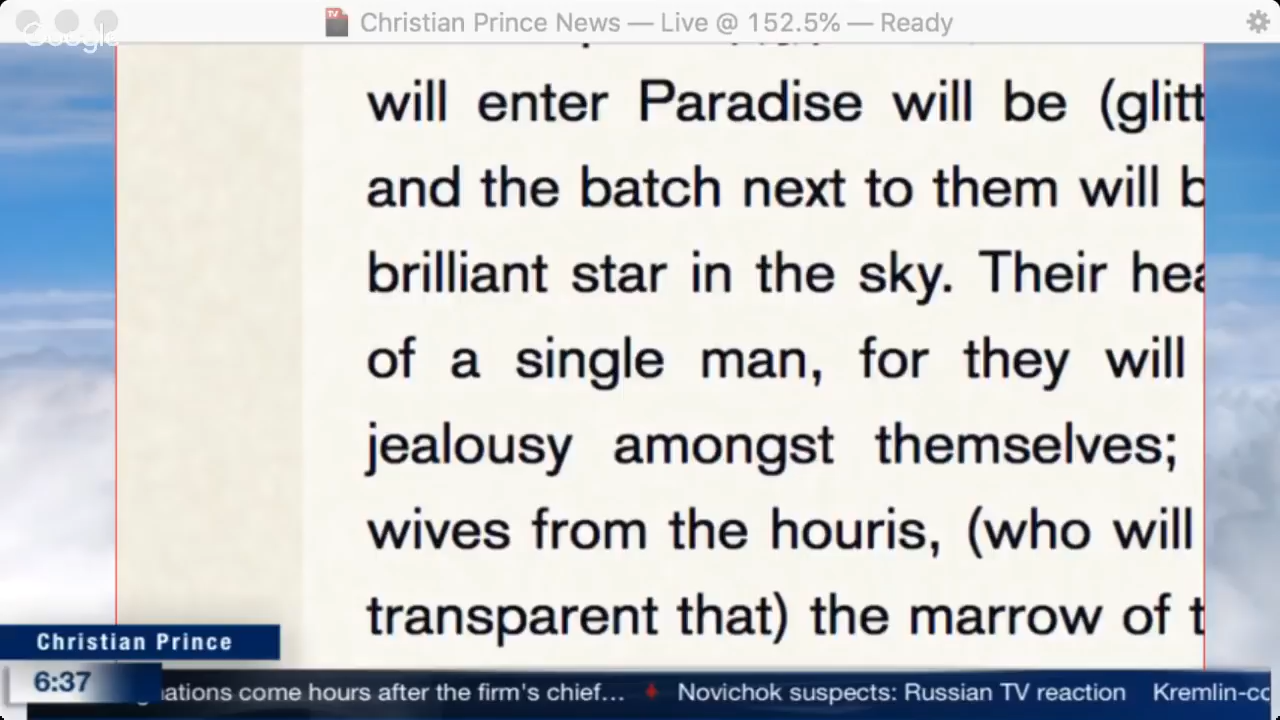 Christian Prince News — Live @ 152.5% — Ready
Google
will enter Paradise will be (glitt
and the batch next to them will b
brilliant star in the sky. Their hea
of a single man, for they will
jealousy amongst themselves;
wives from the houris, (who will
transparent that) the marrow of t
Christian Prince
6:37
ations come hours after the firm's chief... Novichok suspects: Russian TV reaction Kremlin-co